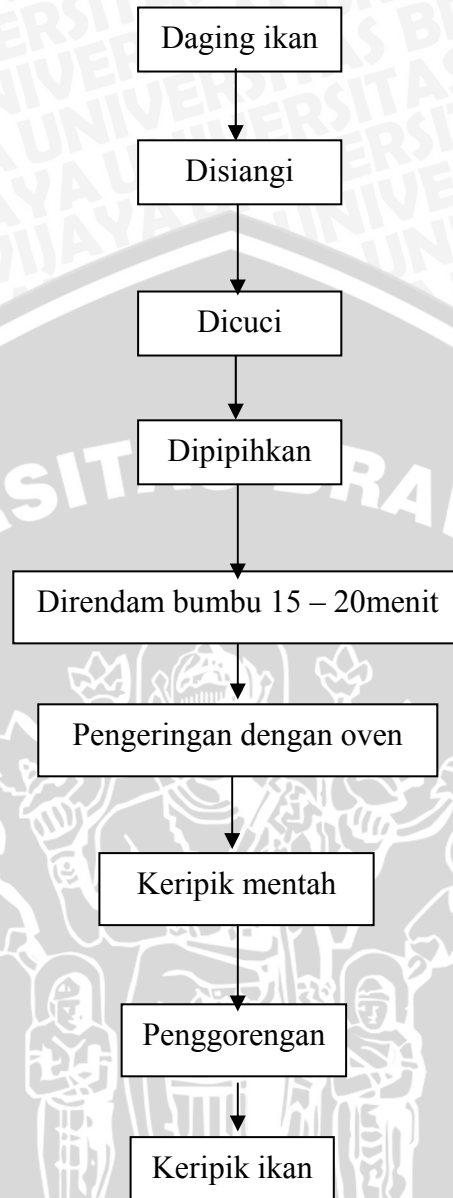 Daging ikan
Disiangi
Dicuci
Dipipihkan
Direndam bumbu 15 – 20menit
Pengeringan dengan oven
Keripik mentah
Penggorengan
Keripik ikan